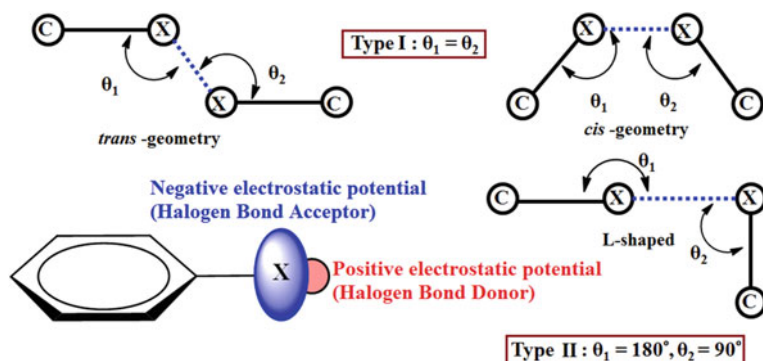 C X X C
θ₁ θ₂
trans -geometry
Type I : θ₁ = θ₂
X X
C θ₁ θ₂ C
cis -geometry
Negative electrostatic potential
(Halogen Bond Acceptor)
X
Positive electrostatic potential
(Halogen Bond Donor)
θ₁
C X X
L-shaped
θ₂
C
Type II : θ₁ = 180°, θ₂ = 90°